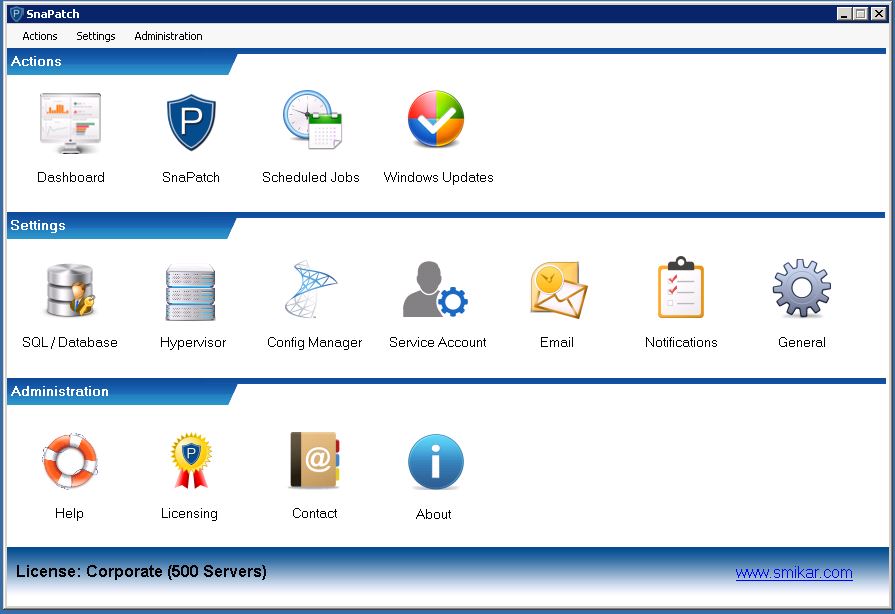 SnaPatch
Actions Settings Administration
Actions
Dashboard SnaPatch Scheduled Jobs Windows Updates
Settings
SQL / Database Hypervisor Config Manager Service Account Email Notifications General
Administration
Help Licensing Contact About
License: Corporate (500 Servers) www.smikar.com